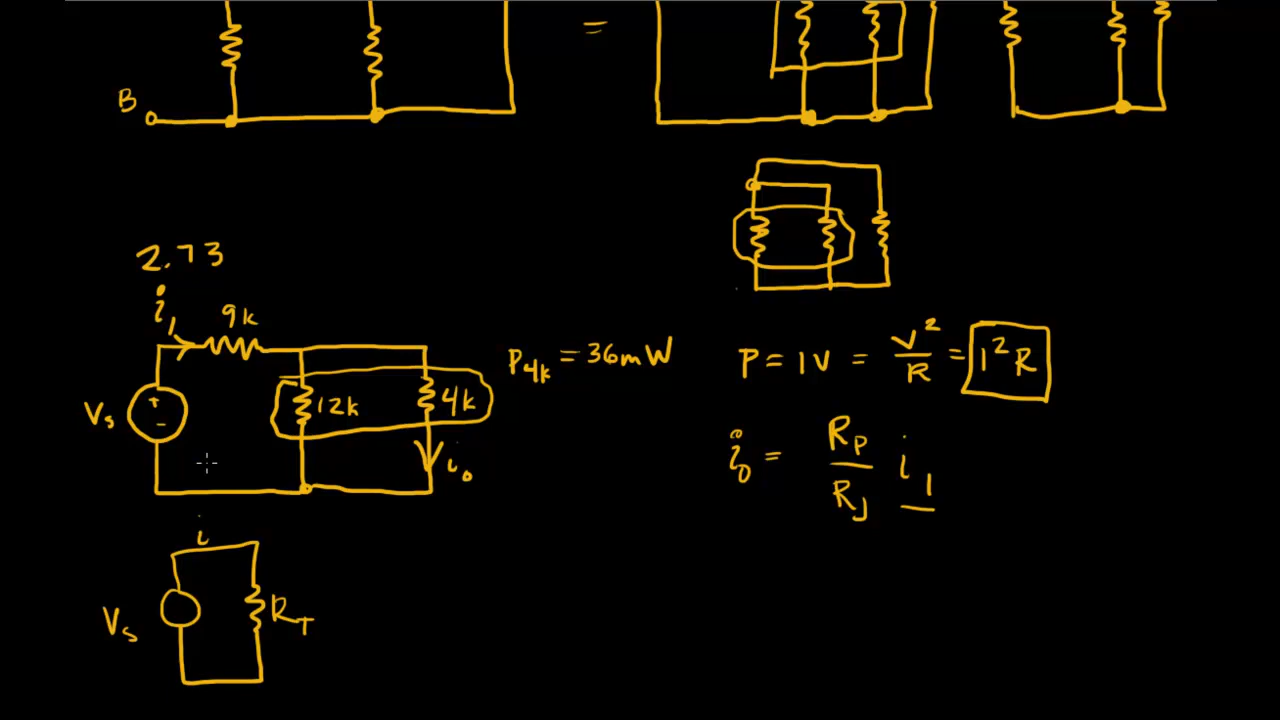 =
B
2.73
i1
9k
Vs
+
-
12k
4k
io
P4k = 36mW
P = IV = V²/R = I²R
io = RP/RJ i1
i
Vs
RT